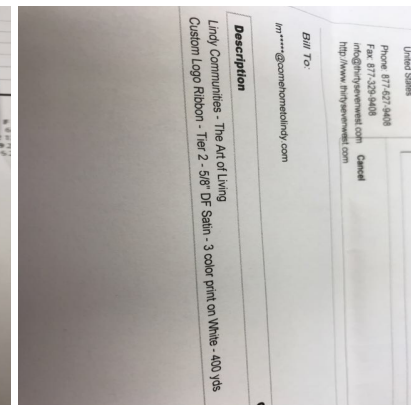 United States
Phone: 877-627-9408
Fax: 877-329-9408
info@thirtysevenwest.com Cancel
http://www.thirtysevenwest.com
Bill To:
lm*****@comehometolindy.com
Description
Lindy Communities - The Art of Living
Custom Logo Ribbon - Tier 2 - 5/8" DF Satin - 3 color print on White - 400 yds